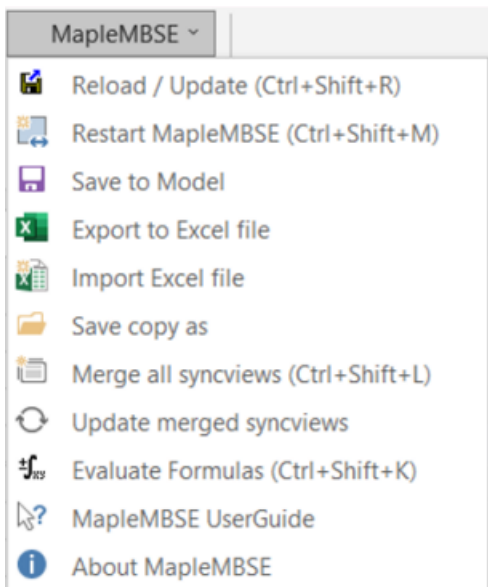 MapleMBSE
Reload / Update (Ctrl+Shift+R)
Restart MapleMBSE (Ctrl+Shift+M)
Save to Model
Export to Excel file
Import Excel file
Save copy as
Merge all syncviews (Ctrl+Shift+L)
Update merged syncviews
Evaluate Formulas (Ctrl+Shift+K)
MapleMBSE UserGuide
About MapleMBSE